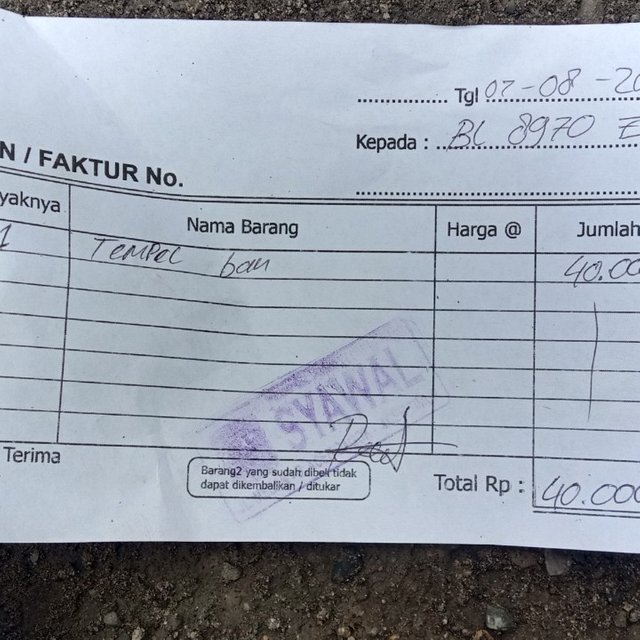 Tgl 07-08-20
Kepada : BL 8970 F
N / FAKTUR No.
yaknya Nama Barang Harga @ Jumlah
1 Tempel ban 40.00
SYAWAL
Terima
Barang2 yang sudah dibeli tidak
dapat dikembalikan / ditukar
Total Rp : 40.000